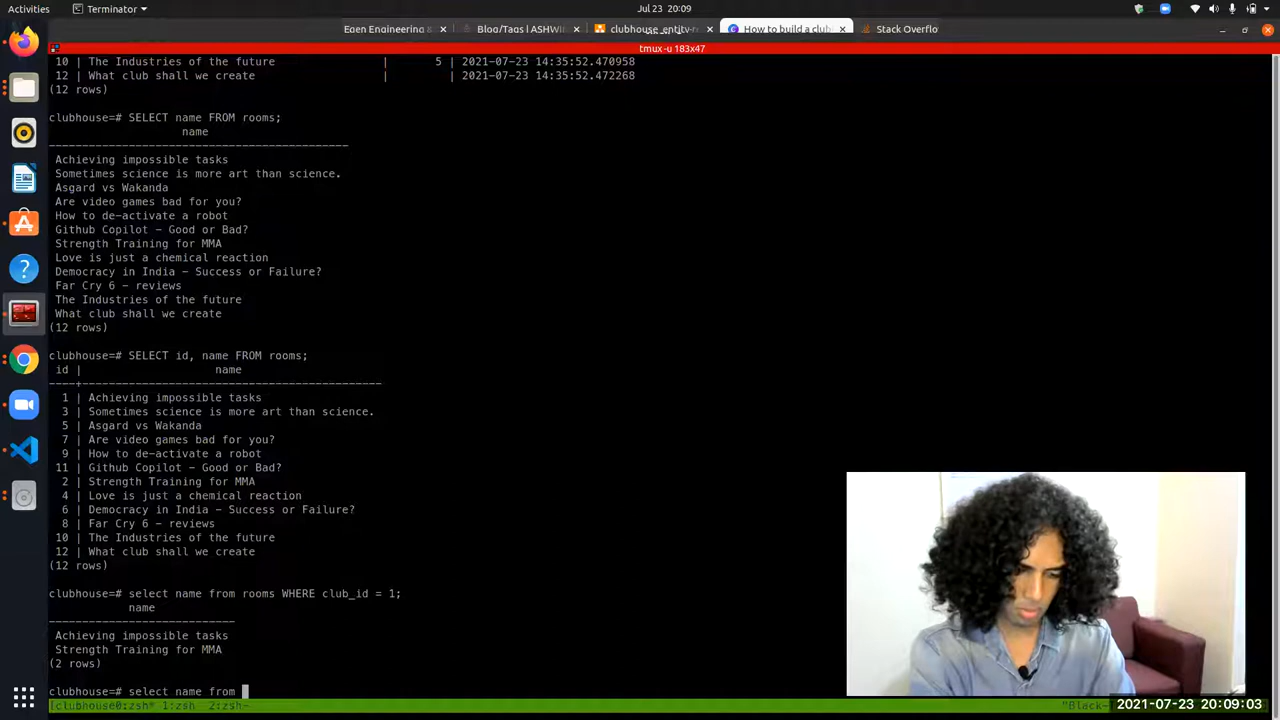 Activities
Terminator
Jul 23 20:09
Egen Engineering &
Blog/Tags | ASHWI
clubhouse_entity-re
How to build a club
Stack Overflo
tmux-u 183x47
10 | The Industries of the future | 5 | 2021-07-23 14:35:52.470958
12 | What club shall we create | | 2021-07-23 14:35:52.472268
(12 rows)
clubhouse=# SELECT name FROM rooms;
name
--------------------------------------------
Achieving impossible tasks
Sometimes science is more art than science.
Asgard vs Wakanda
Are video games bad for you?
How to de-activate a robot
Github Copilot - Good or Bad?
Strength Training for MMA
Love is just a chemical reaction
Democracy in India - Success or Failure?
Far Cry 6 - reviews
The Industries of the future
What club shall we create
(12 rows)
clubhouse=# SELECT id, name FROM rooms;
id | name
----+---------------------------------------------
1 | Achieving impossible tasks
3 | Sometimes science is more art than science.
5 | Asgard vs Wakanda
7 | Are video games bad for you?
9 | How to de-activate a robot
11 | Github Copilot - Good or Bad?
2 | Strength Training for MMA
4 | Love is just a chemical reaction
6 | Democracy in India - Success or Failure?
8 | Far Cry 6 - reviews
10 | The Industries of the future
12 | What club shall we create
(12 rows)
clubhouse=# select name from rooms WHERE club_id = 1;
name
----------------------------
Achieving impossible tasks
Strength Training for MMA
(2 rows)
clubhouse=# select name from
[clubhouse0:zsh* 1:zsh 2:zsh-
"Black-
2021-07-23 20:09:03